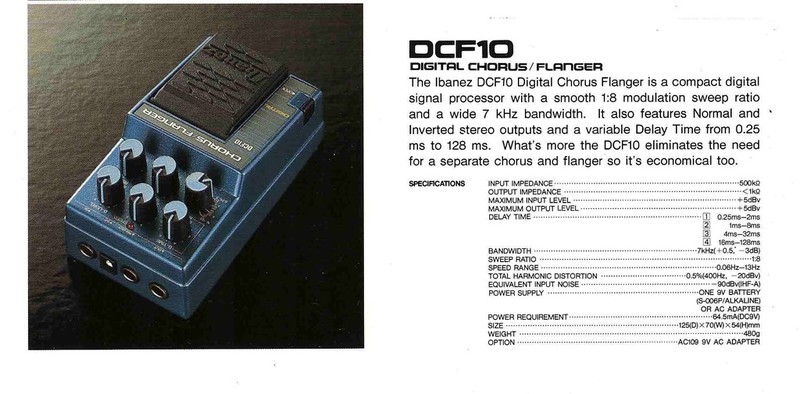 Ibanez
DIGITAL
DCF10
CHORUS FLANGER
DCF10
DIGITAL CHORUS/FLANGER
The Ibanez DCF10 Digital Chorus Flanger is a compact digital
signal processor with a smooth 1:8 modulation sweep ratio
and a wide 7 kHz bandwidth. It also features Normal and
Inverted stereo outputs and a variable Delay Time from 0.25
ms to 128 ms. What's more the DCF10 eliminates the need
for a separate chorus and flanger so it's economical too.
SPECIFICATIONS INPUT IMPEDANCE 500kΩ
OUTPUT IMPEDANCE <1kΩ
MAXIMUM INPUT LEVEL +5dBv
MAXIMUM OUTPUT LEVEL +5dBv
DELAY TIME 1 0.25ms–2ms
2 1ms–8ms
3 4ms–32ms
4 16ms–128ms
BANDWIDTH 7kHz(+0.5, −3dB)
SWEEP RATIO 1:8
SPEED RANGE 0.06Hz–13Hz
TOTAL HARMONIC DISTORTION 0.5%(400Hz, −20dBv)
EQUIVALENT INPUT NOISE −90dBv(IHF-A)
POWER SUPPLY ONE 9V BATTERY
(S-006P/ALKALINE)
OR AC ADAPTER
POWER REQUIREMENT 64.5mA(DC9V)
SIZE 125(D)×70(W)×54(H)mm
WEIGHT 480g
OPTION AC109 9V AC ADAPTER